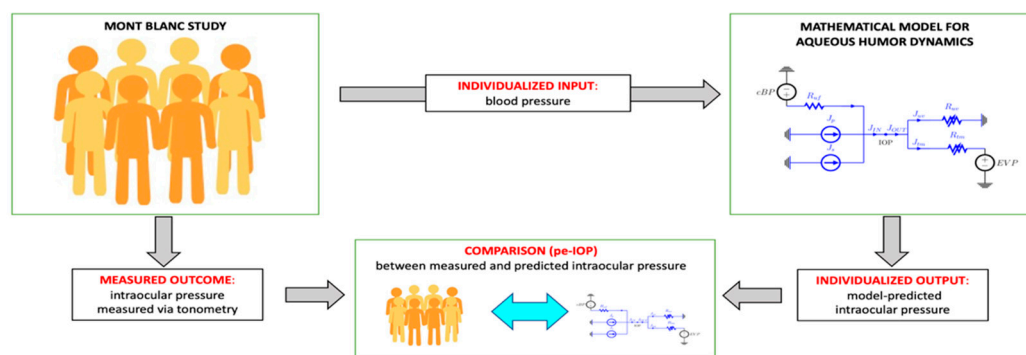 MONT BLANC STUDY
INDIVIDUALIZED INPUT:
blood pressure
MATHEMATICAL MODEL FOR
AQUEOUS HUMOR DYNAMICS
cBP
R_uf
J_p
J_s
J_IN
J_OUT
IOP
J_uv
R_uv
J_tm
R_tm
EVP
MEASURED OUTCOME:
intraocular pressure
measured via tonometry
COMPARISON (pe-IOP)
between measured and predicted intraocular pressure
INDIVIDUALIZED OUTPUT:
model-predicted
intraocular pressure